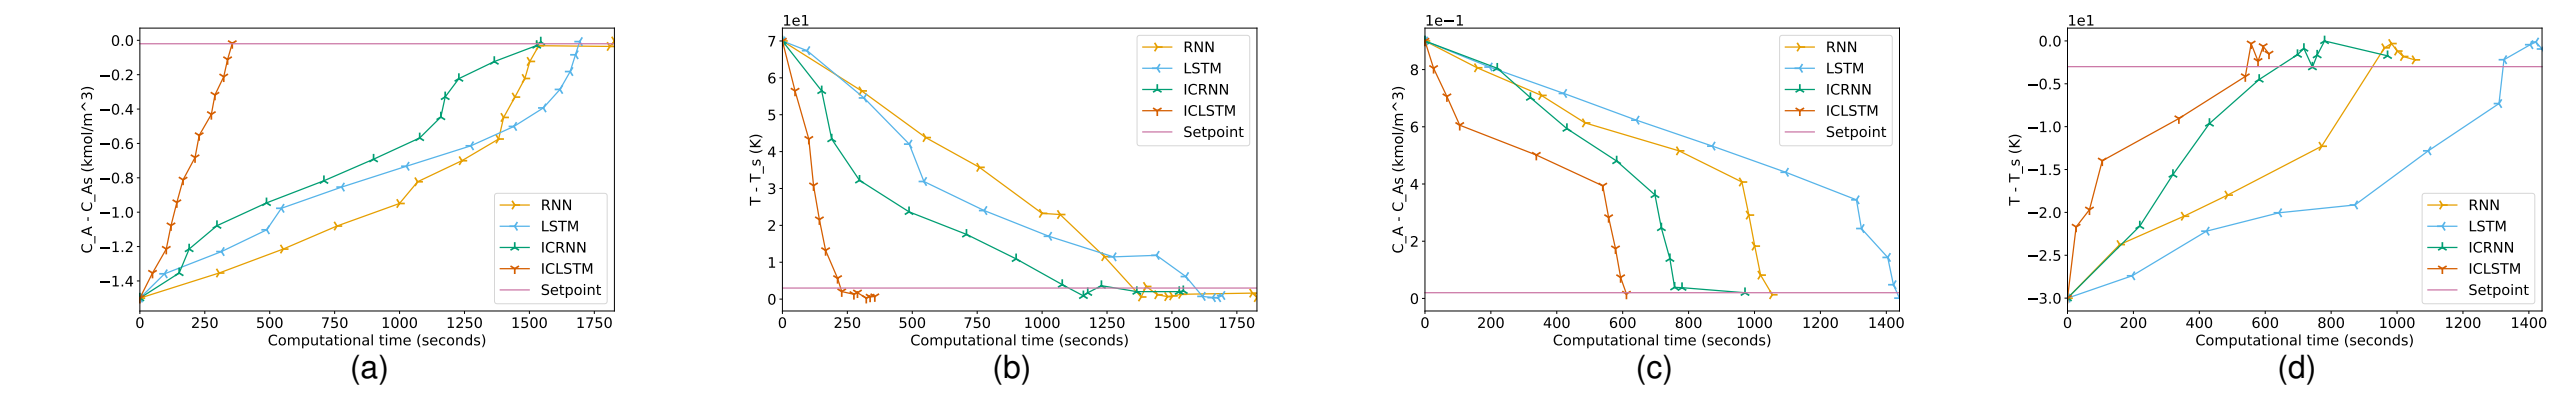 0.0
−0.2
−0.4
−0.6
−0.8
−1.0
−1.2
−1.4
C_A - C_As (kmol/m^3)
0 250 500 750 1000 1250 1500 1750
Computational time (seconds)
RNN
LSTM
ICRNN
ICLSTM
Setpoint
(a)
1e1
7
6
5
4
3
2
1
0
T - T_s (K)
0 250 500 750 1000 1250 1500 1750
Computational time (seconds)
RNN
LSTM
ICRNN
ICLSTM
Setpoint
(b)
1e−1
8
6
4
2
0
C_A - C_As (kmol/m^3)
0 200 400 600 800 1000 1200 1400
Computational time (seconds)
RNN
LSTM
ICRNN
ICLSTM
Setpoint
(c)
1e1
0.0
−0.5
−1.0
−1.5
−2.0
−2.5
−3.0
T - T_s (K)
0 200 400 600 800 1000 1200 1400
Computational time (seconds)
RNN
LSTM
ICRNN
ICLSTM
Setpoint
(d)